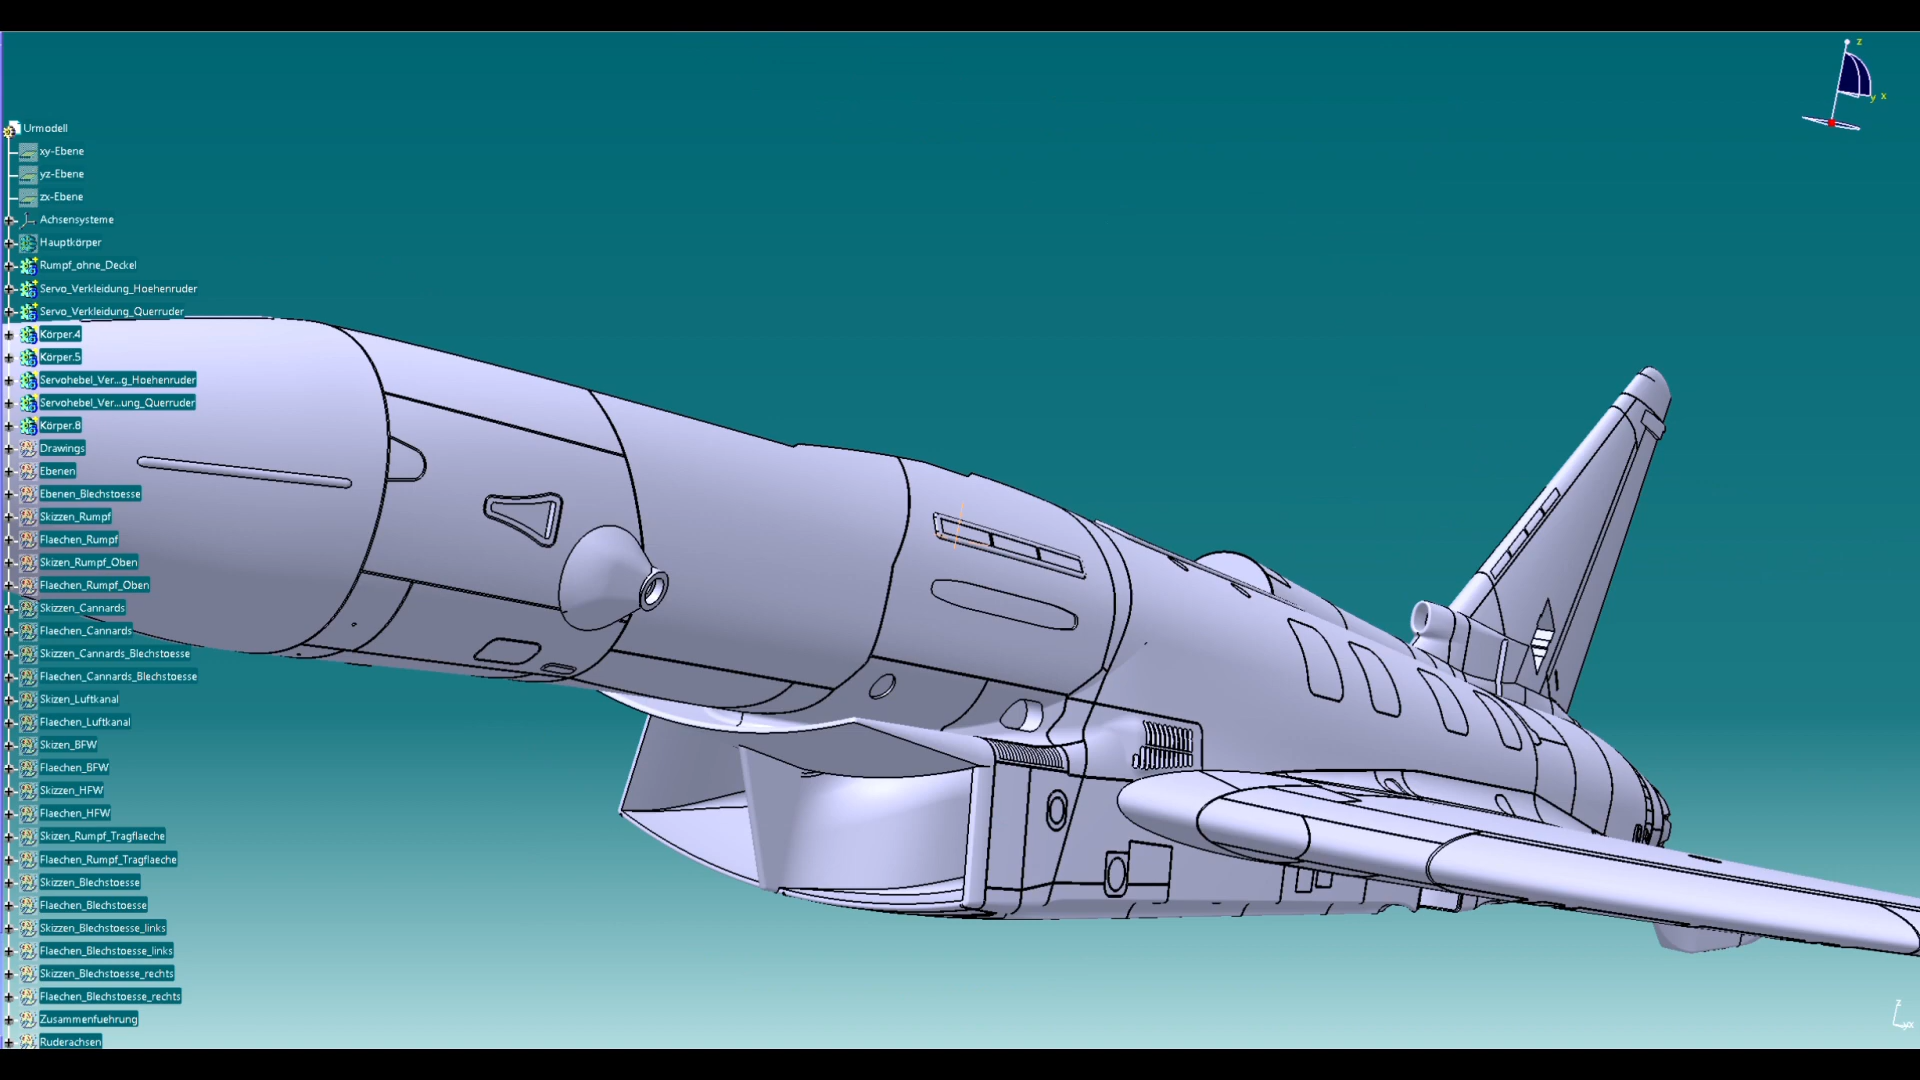 z
y x
Urmodell
xy-Ebene
yz-Ebene
zx-Ebene
Achsensysteme
Hauptkörper
Rumpf_ohne_Deckel
Servo_Verkleidung_Hoehenruder
Servo_Verkleidung_Querruder
Körper.4
Körper.5
Servohebel_Ver...g_Hoehenruder
Servohebel_Ver...ung_Querruder
Körper.8
Drawings
Ebenen
Ebenen_Blechstoesse
Skizzen_Rumpf
Flaechen_Rumpf
Skizen_Rumpf_Oben
Flaechen_Rumpf_Oben
Skizzen_Cannards
Flaechen_Cannards
Skizzen_Cannards_Blechstoesse
Flaechen_Cannards_Blechstoesse
Skizen_Luftkanal
Flaechen_Luftkanal
Skizen_BFW
Flaechen_BFW
Skizzen_HFW
Flaechen_HFW
Skizen_Rumpf_Tragflaeche
Flaechen_Rumpf_Tragflaeche
Skizzen_Blechstoesse
Flaechen_Blechstoesse
Skizzen_Blechstoesse_links
Flaechen_Blechstoesse_links
Skizzen_Blechstoesse_rechts
Flaechen_Blechstoesse_rechts
Zusammenfuehrung
Ruderachsen
z